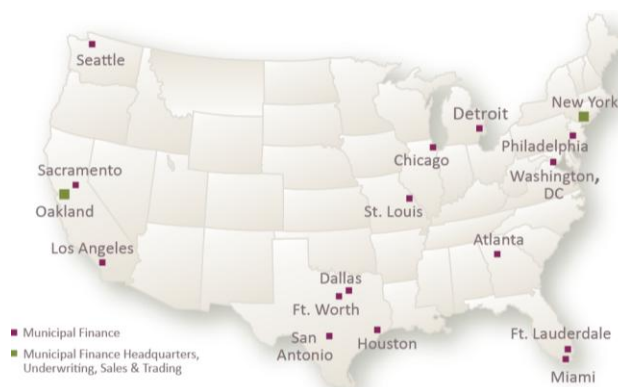 Seattle
Detroit
New York
Philadelphia
Chicago
Washington,
DC
Sacramento
Oakland
St. Louis
Los Angeles
Atlanta
Dallas
Ft. Worth
San
Antonio
Houston
Ft. Lauderdale
Miami
Municipal Finance
Municipal Finance Headquarters,
Underwriting, Sales & Trading